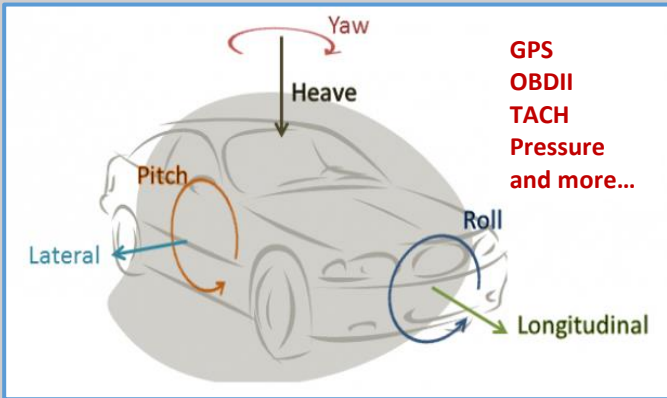 Yaw
Heave
Pitch
Lateral
Roll
Longitudinal
GPS
OBDII
TACH
Pressure
and more...